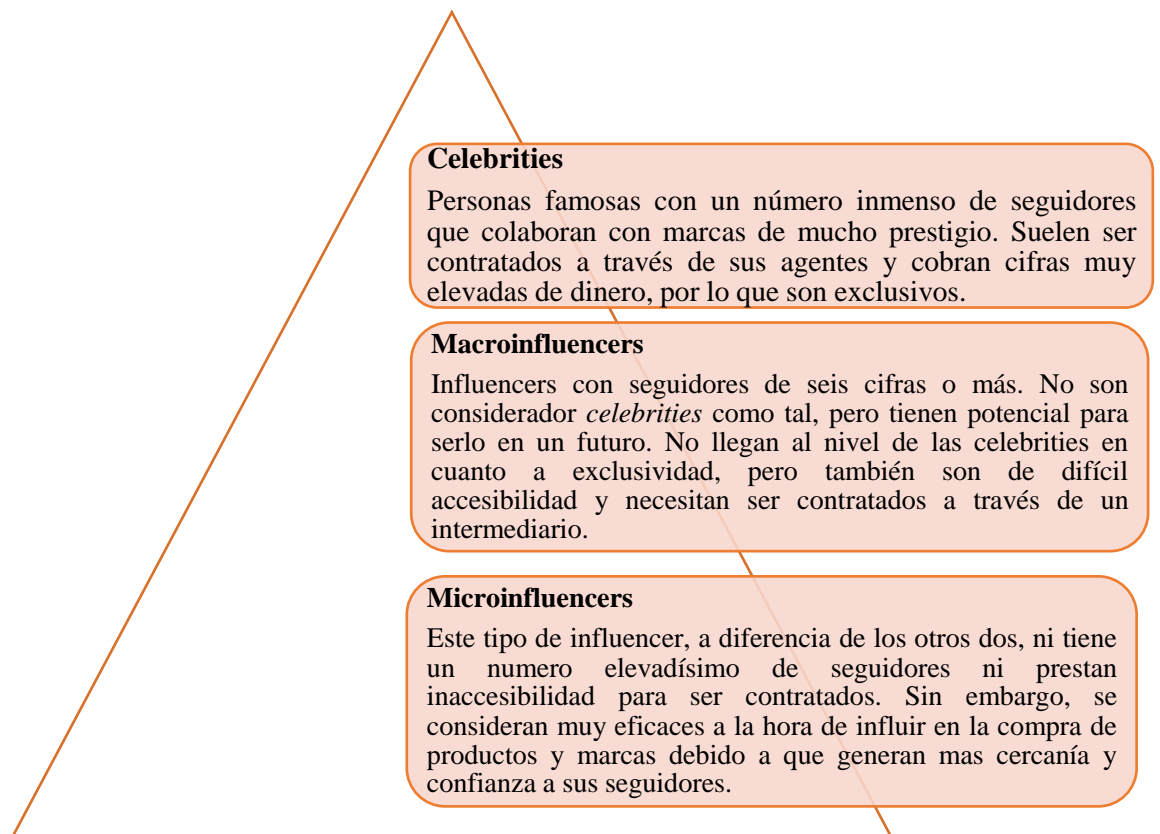 Celebrities
Personas famosas con un número inmenso de seguidores
que colaboran con marcas de mucho prestigio. Suelen ser
contratados a través de sus agentes y cobran cifras muy
elevadas de dinero, por lo que son exclusivos.
Macroinfluencers
Influencers con seguidores de seis cifras o más. No son
considerador celebrities como tal, pero tienen potencial para
serlo en un futuro. No llegan al nivel de las celebrities en
cuanto a exclusividad, pero también son de difícil
accesibilidad y necesitan ser contratados a través de un
intermediario.
Microinfluencers
Este tipo de influencer, a diferencia de los otros dos, ni tiene
un numero elevadísimo de seguidores ni prestan
inaccesibilidad para ser contratados. Sin embargo, se
consideran muy eficaces a la hora de influir en la compra de
productos y marcas debido a que generan mas cercanía y
confianza a sus seguidores.